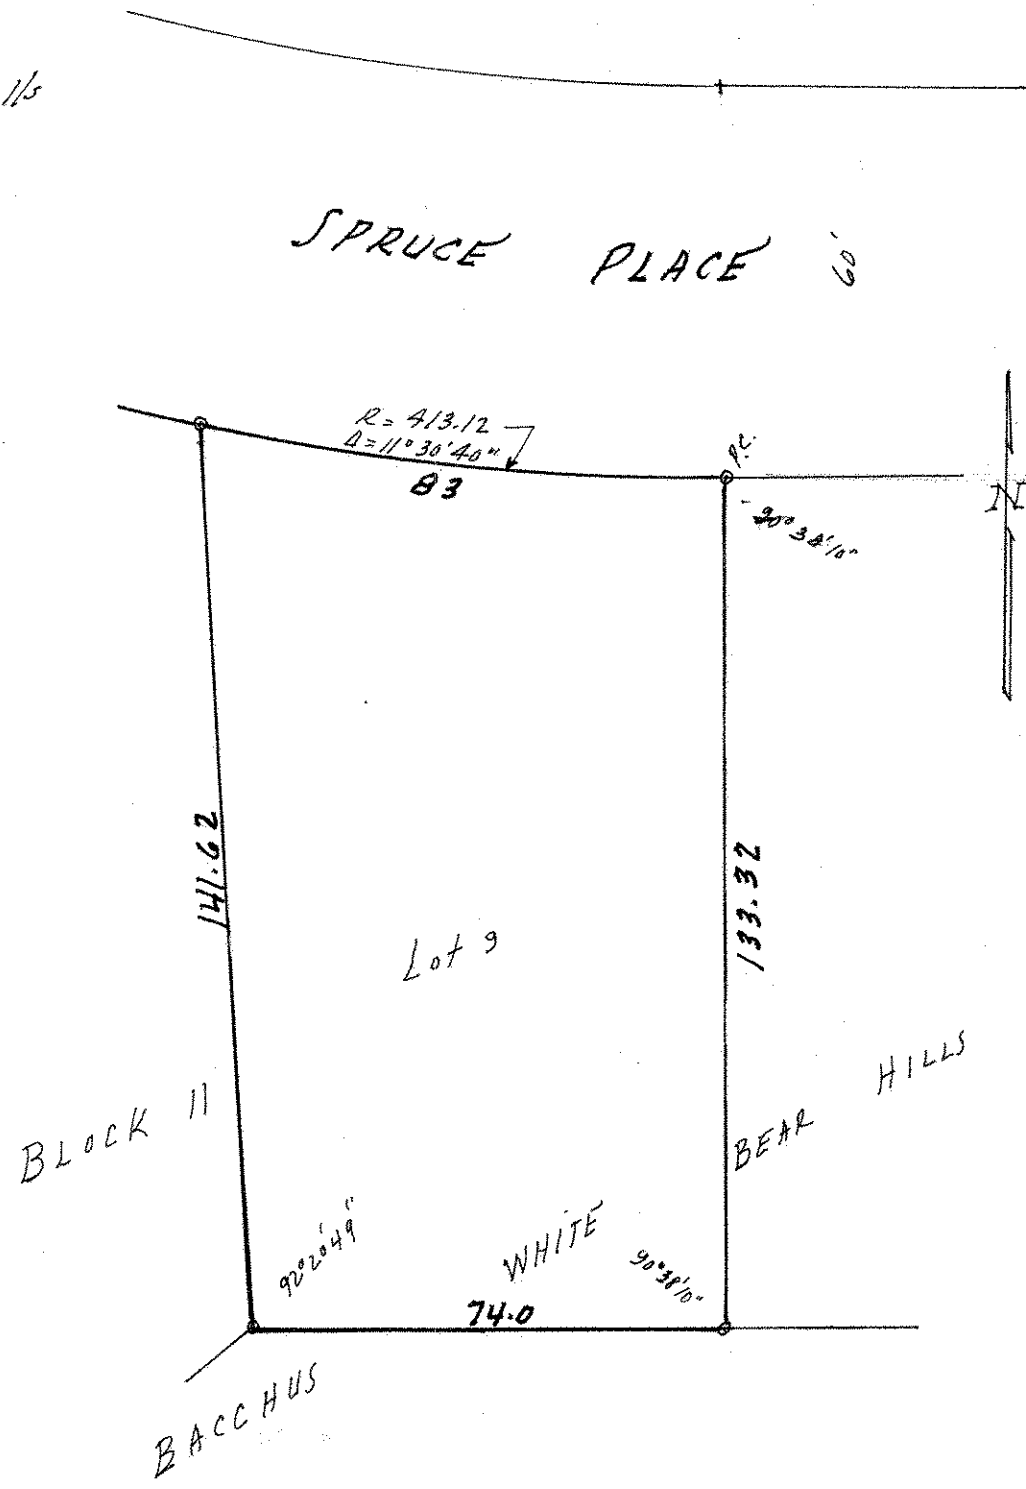 1/5
SPRUCE PLACE 60'
R= 413.12
Δ=11°30'40"
83
P.C.
90°38'10"
N
141.62
133.32
Lot 9
HILLS
BLOCK 11
BEAR
92°20'49"
WHITE
90°38'10"
74.0
BACCHUS